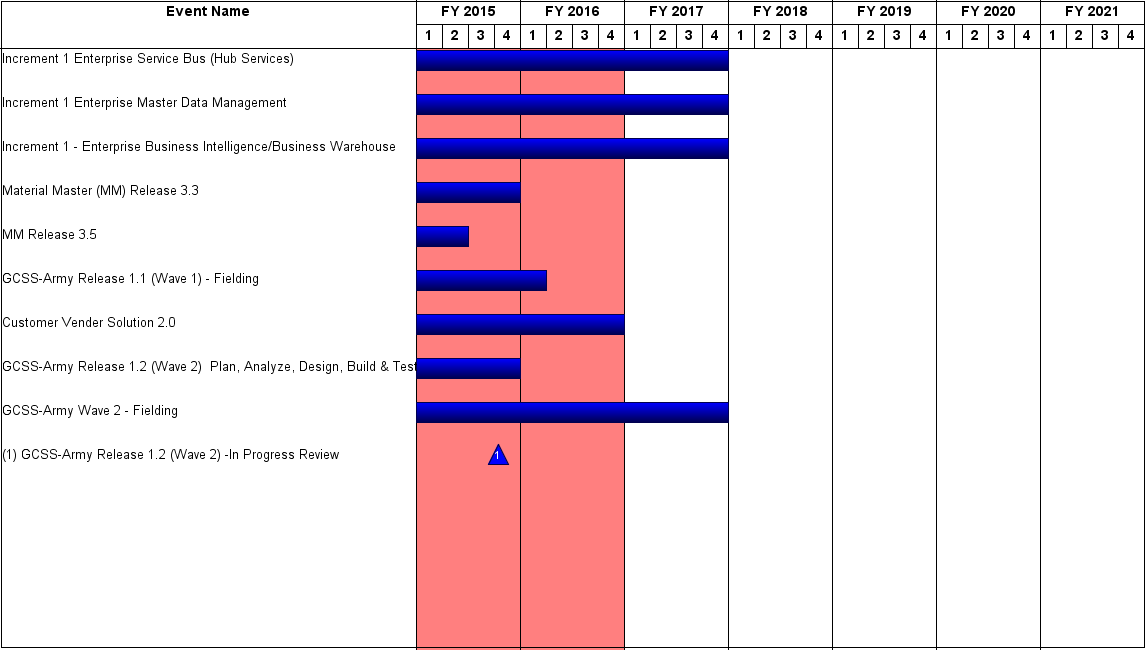 Event Name FY 2015 FY 2016 FY 2017 FY 2018 FY 2019 FY 2020 FY 2021
1 2 3 4 1 2 3 4 1 2 3 4 1 2 3 4 1 2 3 4 1 2 3 4 1 2 3 4
Increment 1 Enterprise Service Bus (Hub Services)
Increment 1 Enterprise Master Data Management
Increment 1 - Enterprise Business Intelligence/Business Warehouse
Material Master (MM) Release 3.3
MM Release 3.5
GCSS-Army Release 1.1 (Wave 1) - Fielding
Customer Vender Solution 2.0
GCSS-Army Release 1.2 (Wave 2) Plan, Analyze, Design, Build & Test
GCSS-Army Wave 2 - Fielding
(1) GCSS-Army Release 1.2 (Wave 2) -In Progress Review 1